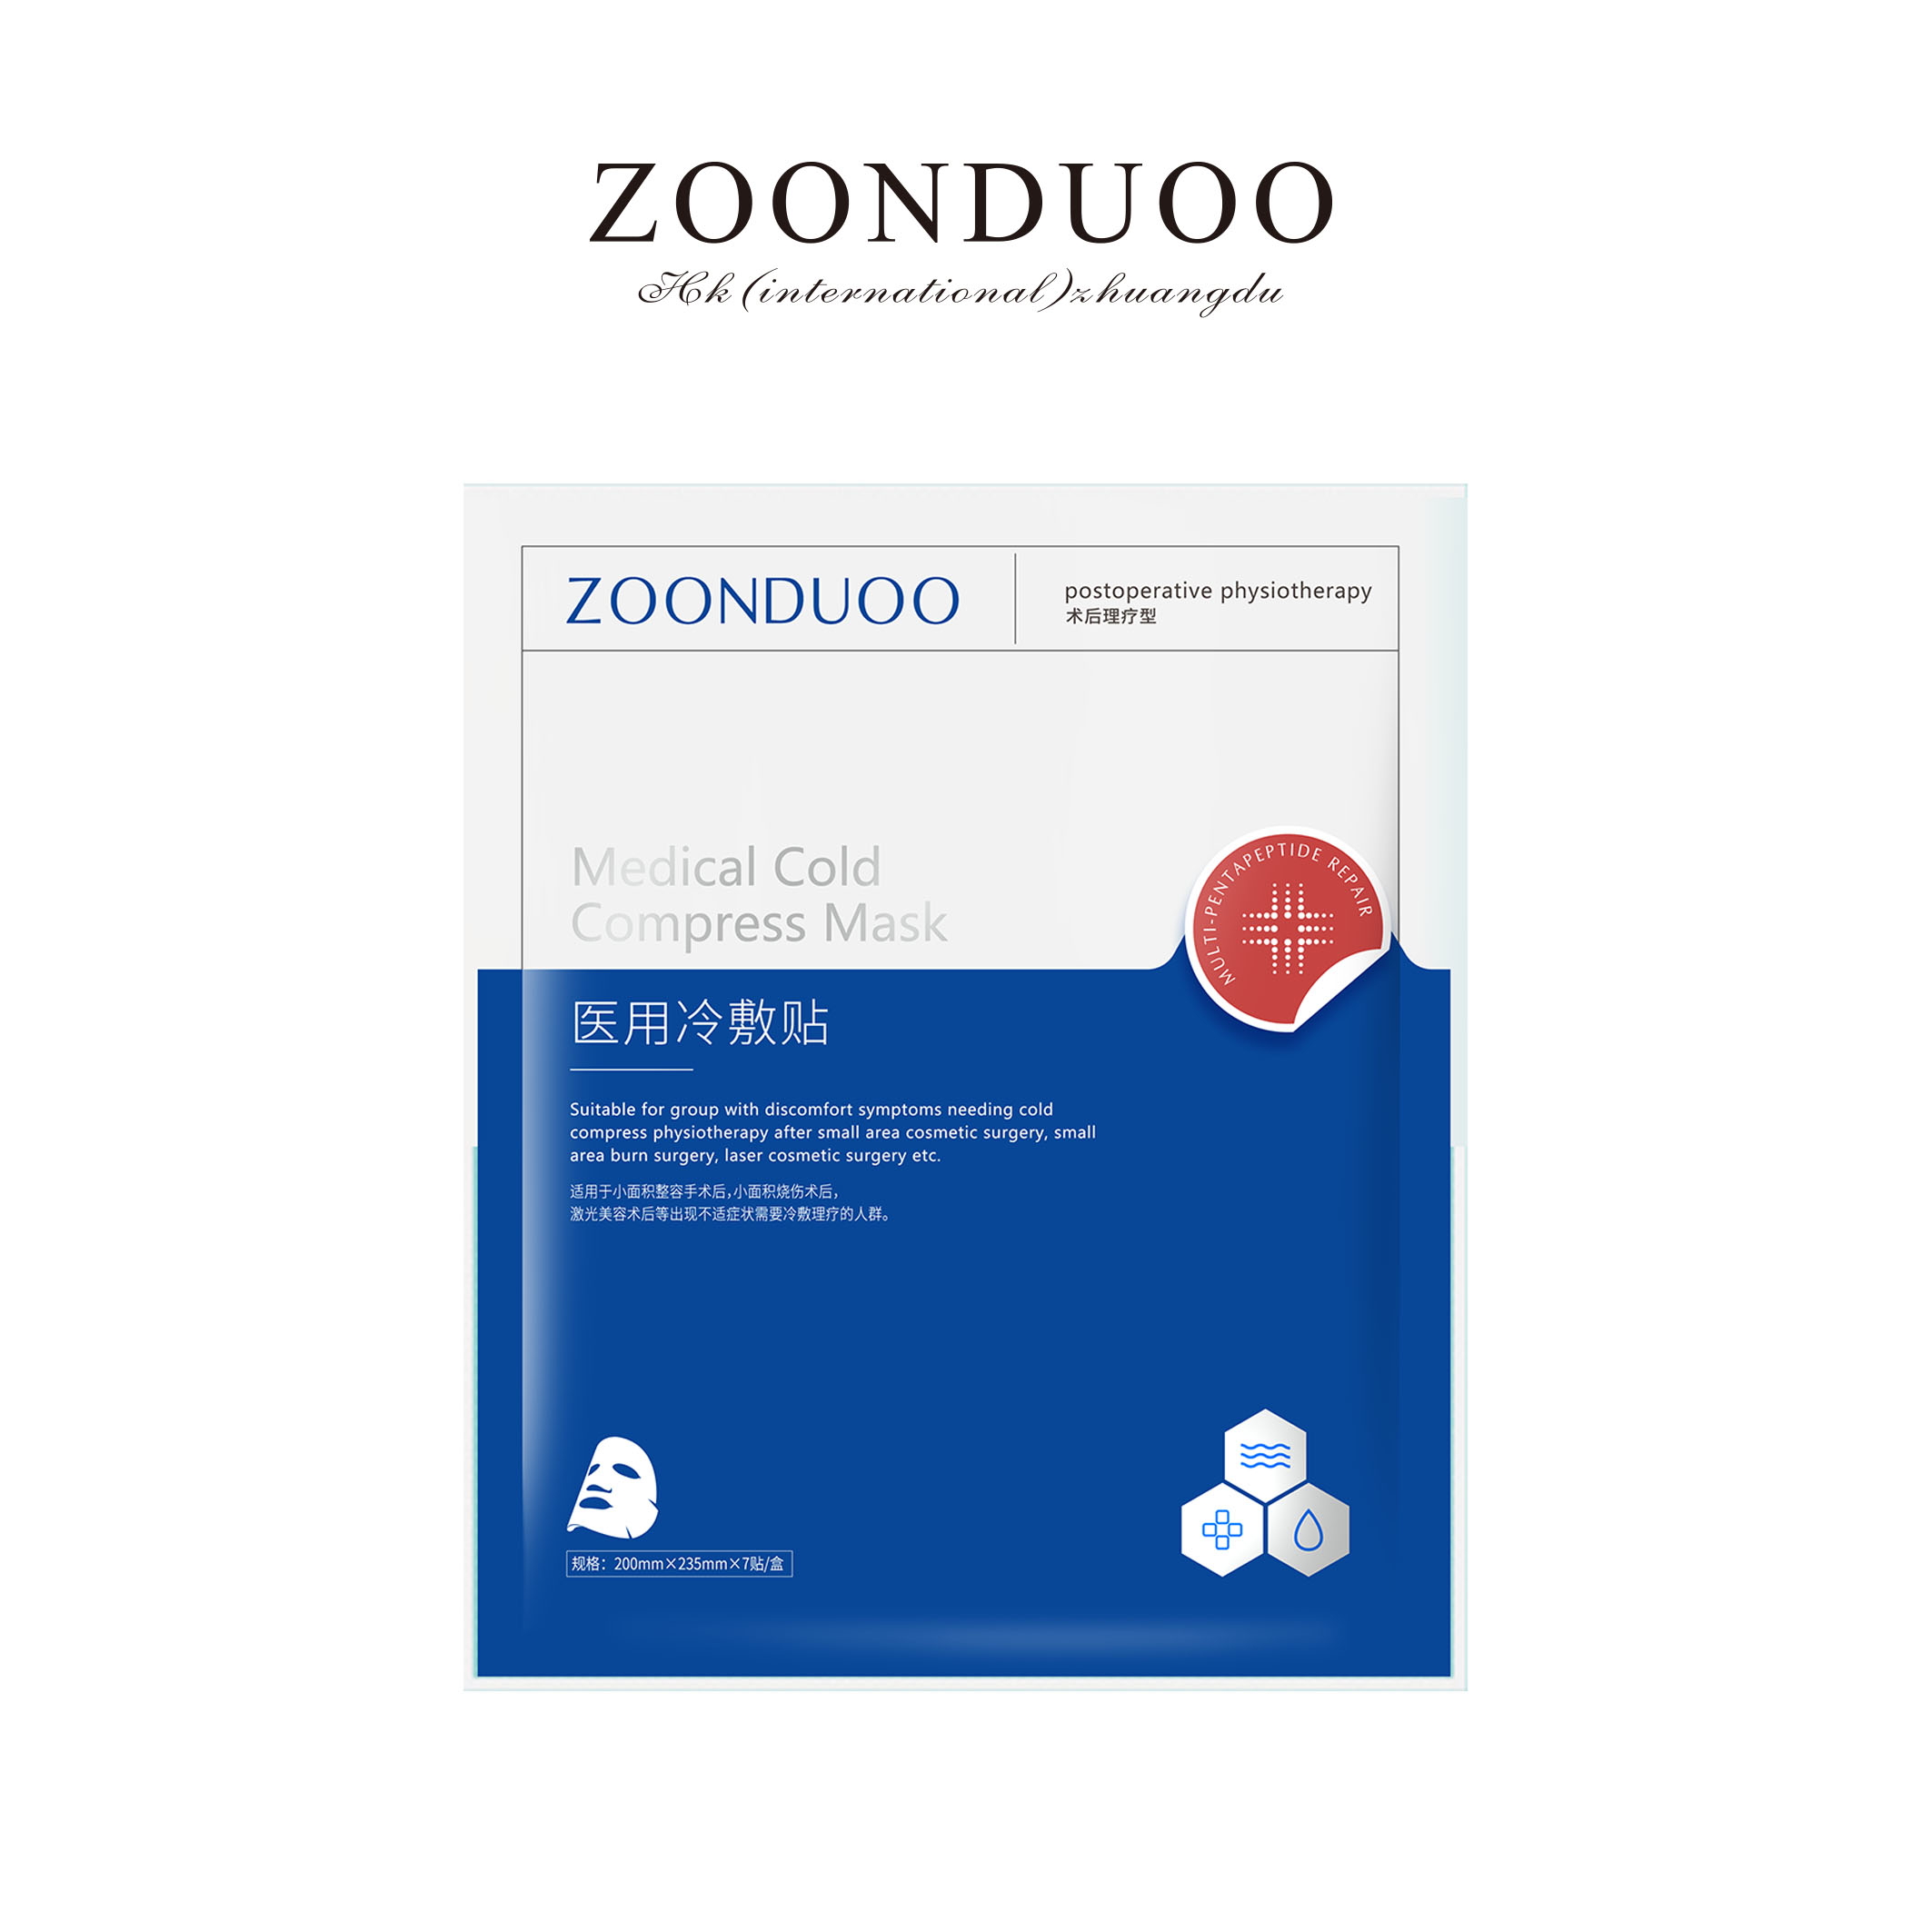 ZOONDUOO
Hk (international) zhuangdu
ZOONDUOO
postoperative physiotherapy
术后理疗型
Medical Cold
Compress Mask
MULTI-PENTAPEPTIDE REPAIR
医用冷敷贴
Suitable for group with discomfort symptoms needing cold
compress physiotherapy after small area cosmetic surgery, small
area burn surgery, laser cosmetic surgery etc.
适用于小面积整容手术后,小面积烧伤术后,
激光美容术后等出现不适症状需要冷敷理疗的人群。
规格：200mm×235mm×7贴/盒